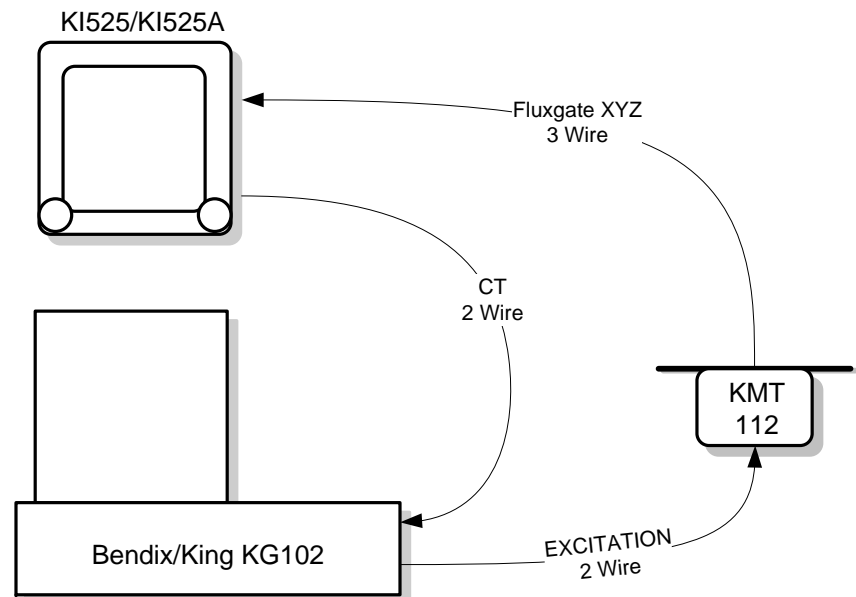 KI525/KI525A
Fluxgate XYZ
3 Wire
CT
2 Wire
KMT
112
Bendix/King KG102
EXCITATION
2 Wire